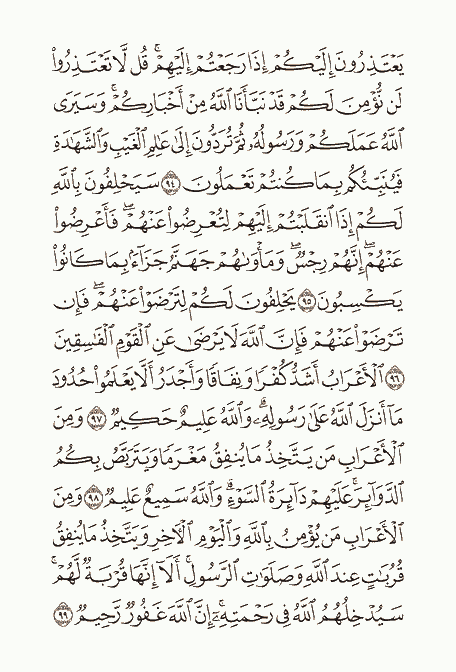 يَعۡتَذِرُونَ إِلَيۡكُمۡ إِذَا رَجَعۡتُمۡ إِلَيۡهِمۡۚ قُل لَّا تَعۡتَذِرُواْ
لَن نُّؤۡمِنَ لَكُمۡ قَدۡ نَبَّأَنَا ٱللَّهُ مِنۡ أَخۡبَارِكُمۡۚ وَسَيَرَى
ٱللَّهُ عَمَلَكُمۡ وَرَسُولُهُۥ ثُمَّ تُرَدُّونَ إِلَىٰ عَٰلِمِ ٱلۡغَيۡبِ وَٱلشَّهَٰدَةِ
فَيُنَبِّئُكُم بِمَا كُنتُمۡ تَعۡمَلُونَ ٩٤ سَيَحۡلِفُونَ بِٱللَّهِ
لَكُمۡ إِذَا ٱنقَلَبۡتُمۡ إِلَيۡهِمۡ لِتُعۡرِضُواْ عَنۡهُمۡۖ فَأَعۡرِضُواْ
عَنۡهُمۡۖ إِنَّهُمۡ رِجۡسٞۖ وَمَأۡوَىٰهُمۡ جَهَنَّمُ جَزَآءَۢ بِمَا كَانُواْ
يَكۡسِبُونَ ٩٥ يَحۡلِفُونَ لَكُمۡ لِتَرۡضَوۡاْ عَنۡهُمۡۖ فَإِن
تَرۡضَوۡاْ عَنۡهُمۡ فَإِنَّ ٱللَّهَ لَا يَرۡضَىٰ عَنِ ٱلۡقَوۡمِ ٱلۡفَٰسِقِينَ
٩٦ ٱلۡأَعۡرَابُ أَشَدُّ كُفۡرٗا وَنِفَاقٗا وَأَجۡدَرُ أَلَّا يَعۡلَمُواْ حُدُودَ
مَآ أَنزَلَ ٱللَّهُ عَلَىٰ رَسُولِهِۦۗ وَٱللَّهُ عَلِيمٌ حَكِيمٞ ٩٧ وَمِنَ
ٱلۡأَعۡرَابِ مَن يَتَّخِذُ مَا يُنفِقُ مَغۡرَمٗا وَيَتَرَبَّصُ بِكُمُ
ٱلدَّوَآئِرَۚ عَلَيۡهِمۡ دَآئِرَةُ ٱلسَّوۡءِۗ وَٱللَّهُ سَمِيعٌ عَلِيمٞ ٩٨ وَمِنَ
ٱلۡأَعۡرَابِ مَن يُؤۡمِنُ بِٱللَّهِ وَٱلۡيَوۡمِ ٱلۡأٓخِرِ وَيَتَّخِذُ مَا يُنفِقُ
قُرُبَٰتٍ عِندَ ٱللَّهِ وَصَلَوَٰتِ ٱلرَّسُولِۚ أَلَآ إِنَّهَا قُرۡبَةٞ لَّهُمۡۚ
سَيُدۡخِلُهُمُ ٱللَّهُ فِي رَحۡمَتِهِۦٓۚ إِنَّ ٱللَّهَ غَفُورٞ رَّحِيمٞ ٩٩